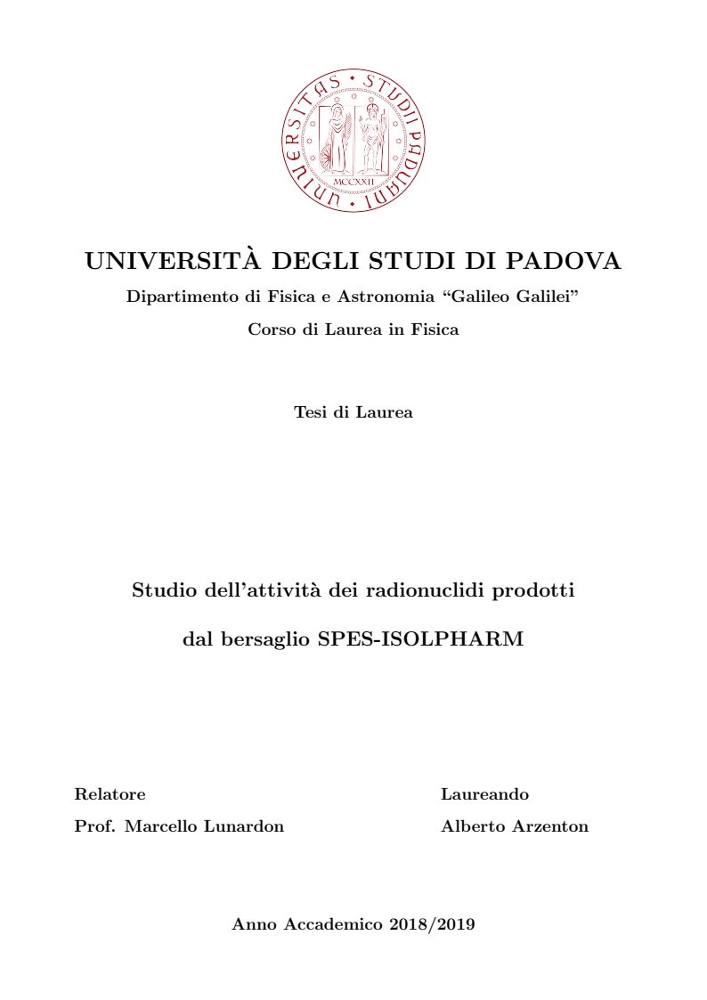 UNIVERSITAS STUDII PADUANI
MCCXXII
UNIVERSITÀ DEGLI STUDI DI PADOVA
Dipartimento di Fisica e Astronomia “Galileo Galilei”
Corso di Laurea in Fisica
Tesi di Laurea
Studio dell’attività dei radionuclidi prodotti
dal bersaglio SPES-ISOLPHARM
Relatore
Prof. Marcello Lunardon
Laureando
Alberto Arzenton
Anno Accademico 2018/2019